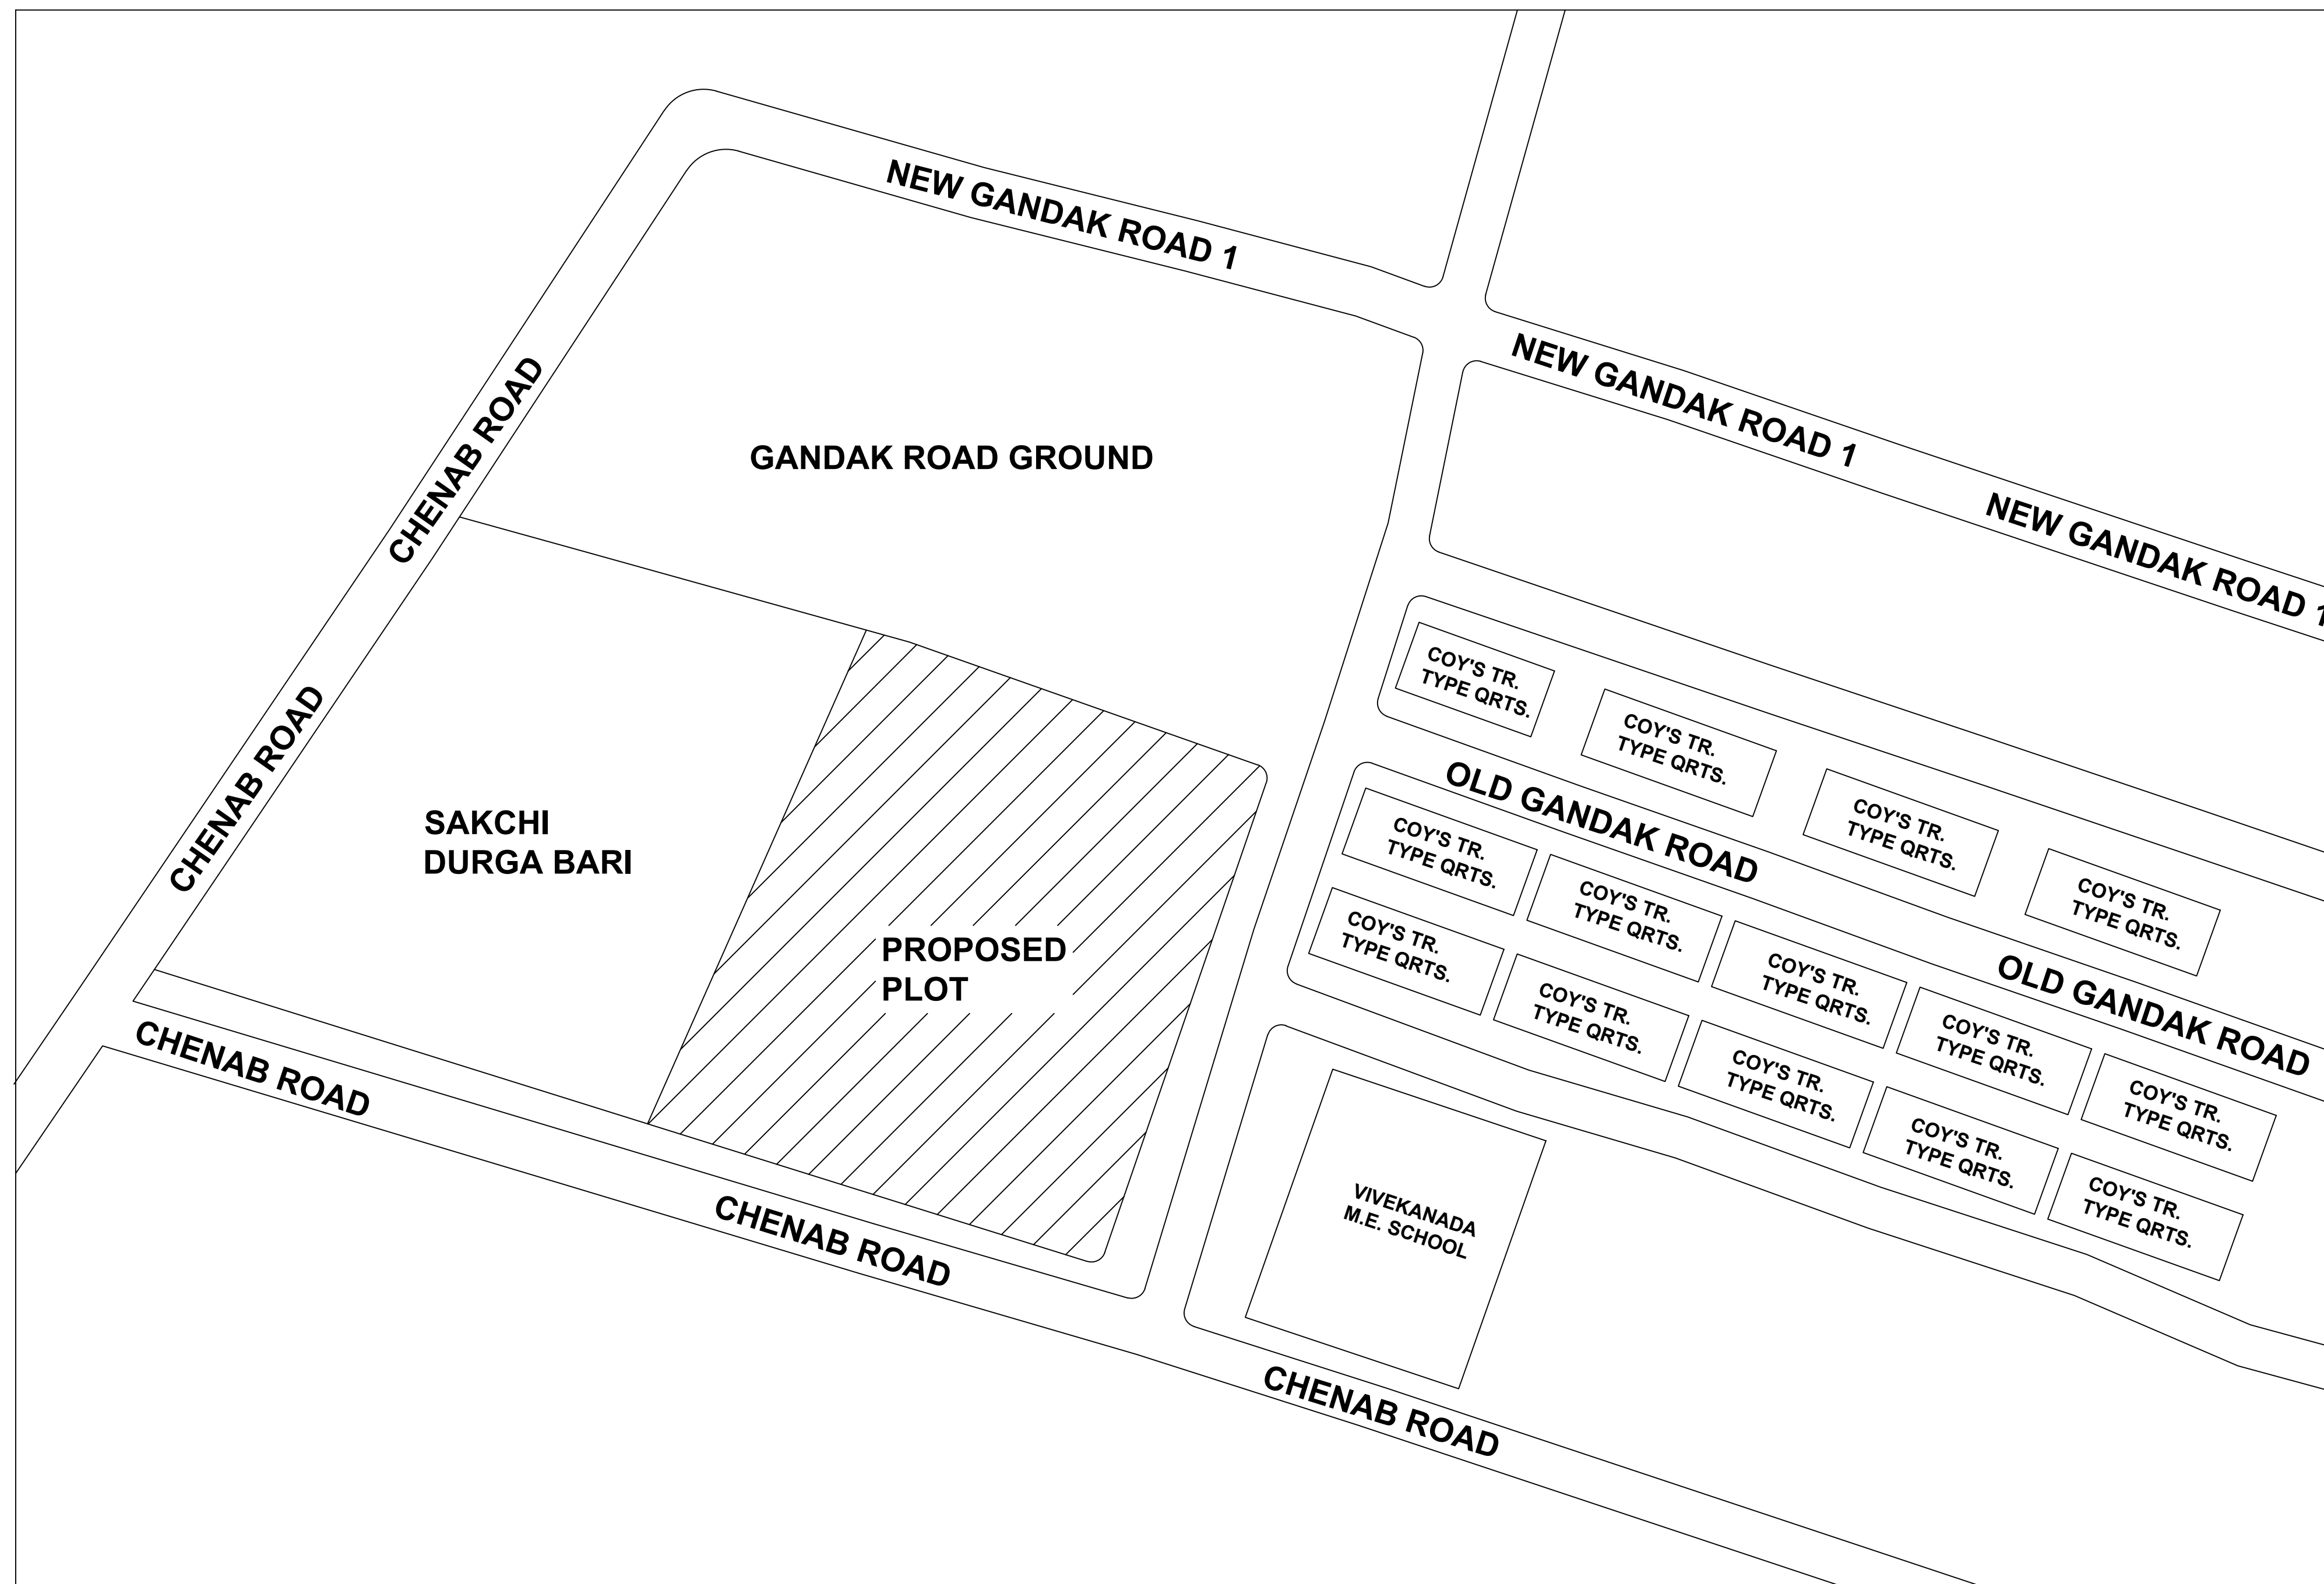 NEW GANDAK ROAD 1
NEW GANDAK ROAD 1
NEW GANDAK ROAD 1
CHENAB ROAD
GANDAK ROAD GROUND
CHENAB ROAD
SAKCHI
DURGA BARI
PROPOSED
PLOT
COY'S TR.
TYPE QRTS.
COY'S TR.
TYPE QRTS.
COY'S TR.
TYPE QRTS.
COY'S TR.
TYPE QRTS.
OLD GANDAK ROAD
OLD GANDAK ROAD
COY'S TR.
TYPE QRTS.
COY'S TR.
TYPE QRTS.
COY'S TR.
TYPE QRTS.
COY'S TR.
TYPE QRTS.
COY'S TR.
TYPE QRTS.
COY'S TR.
TYPE QRTS.
COY'S TR.
TYPE QRTS.
COY'S TR.
TYPE QRTS.
COY'S TR.
TYPE QRTS.
COY'S TR.
TYPE QRTS.
CHENAB ROAD
CHENAB ROAD
VIVEKANADA
M.E. SCHOOL
CHENAB ROAD